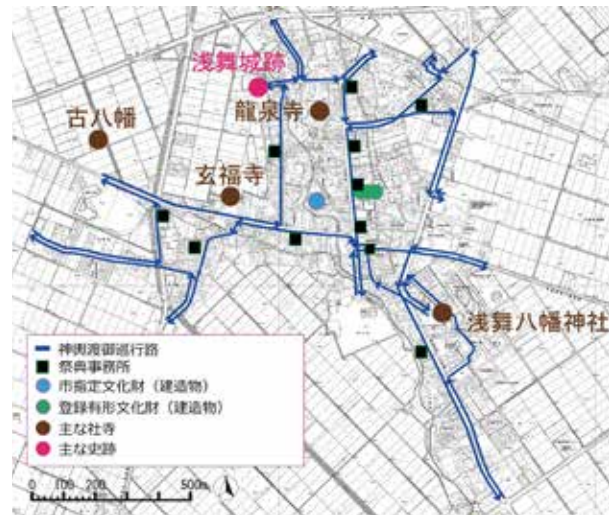 浅舞城跡
龍泉寺
古八幡
玄福寺
浅舞八幡神社
神輿渡御巡行路
祭典事務所
市指定文化財（建造物）
登録有形文化財（建造物）
主な社寺
主な史跡
0 100 200 500m